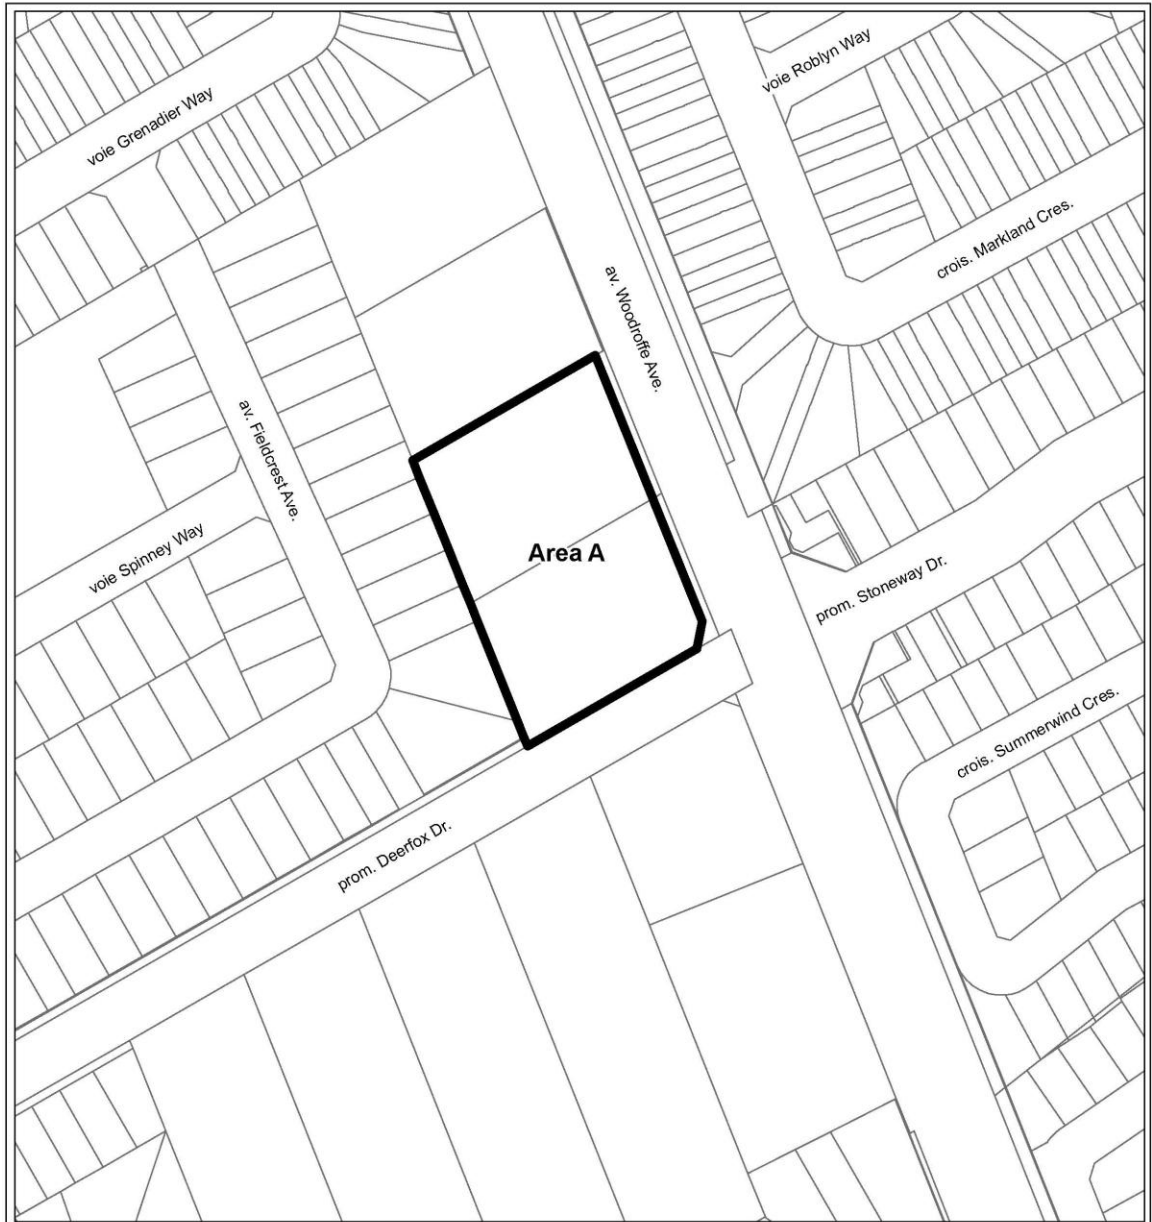 voie Roblyn Way
voie Grenadier Way
crois. Markland Cres.
av. Woodroffe Ave.
av. Fieldcrest Ave.
voie Spinney Way
Area A
prom. Stoneway Dr.
crois. Summerwind Cres.
prom. Deerfox Dr.